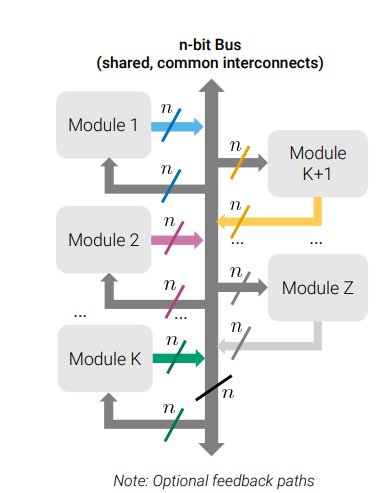 n-bit Bus
(shared, common interconnects)
n
Module 1
n
Module
K+1
n
n
n
Module 2
n
...
...
n
Module Z
n
...
...
n
Module K
n
n
n
Note: Optional feedback paths